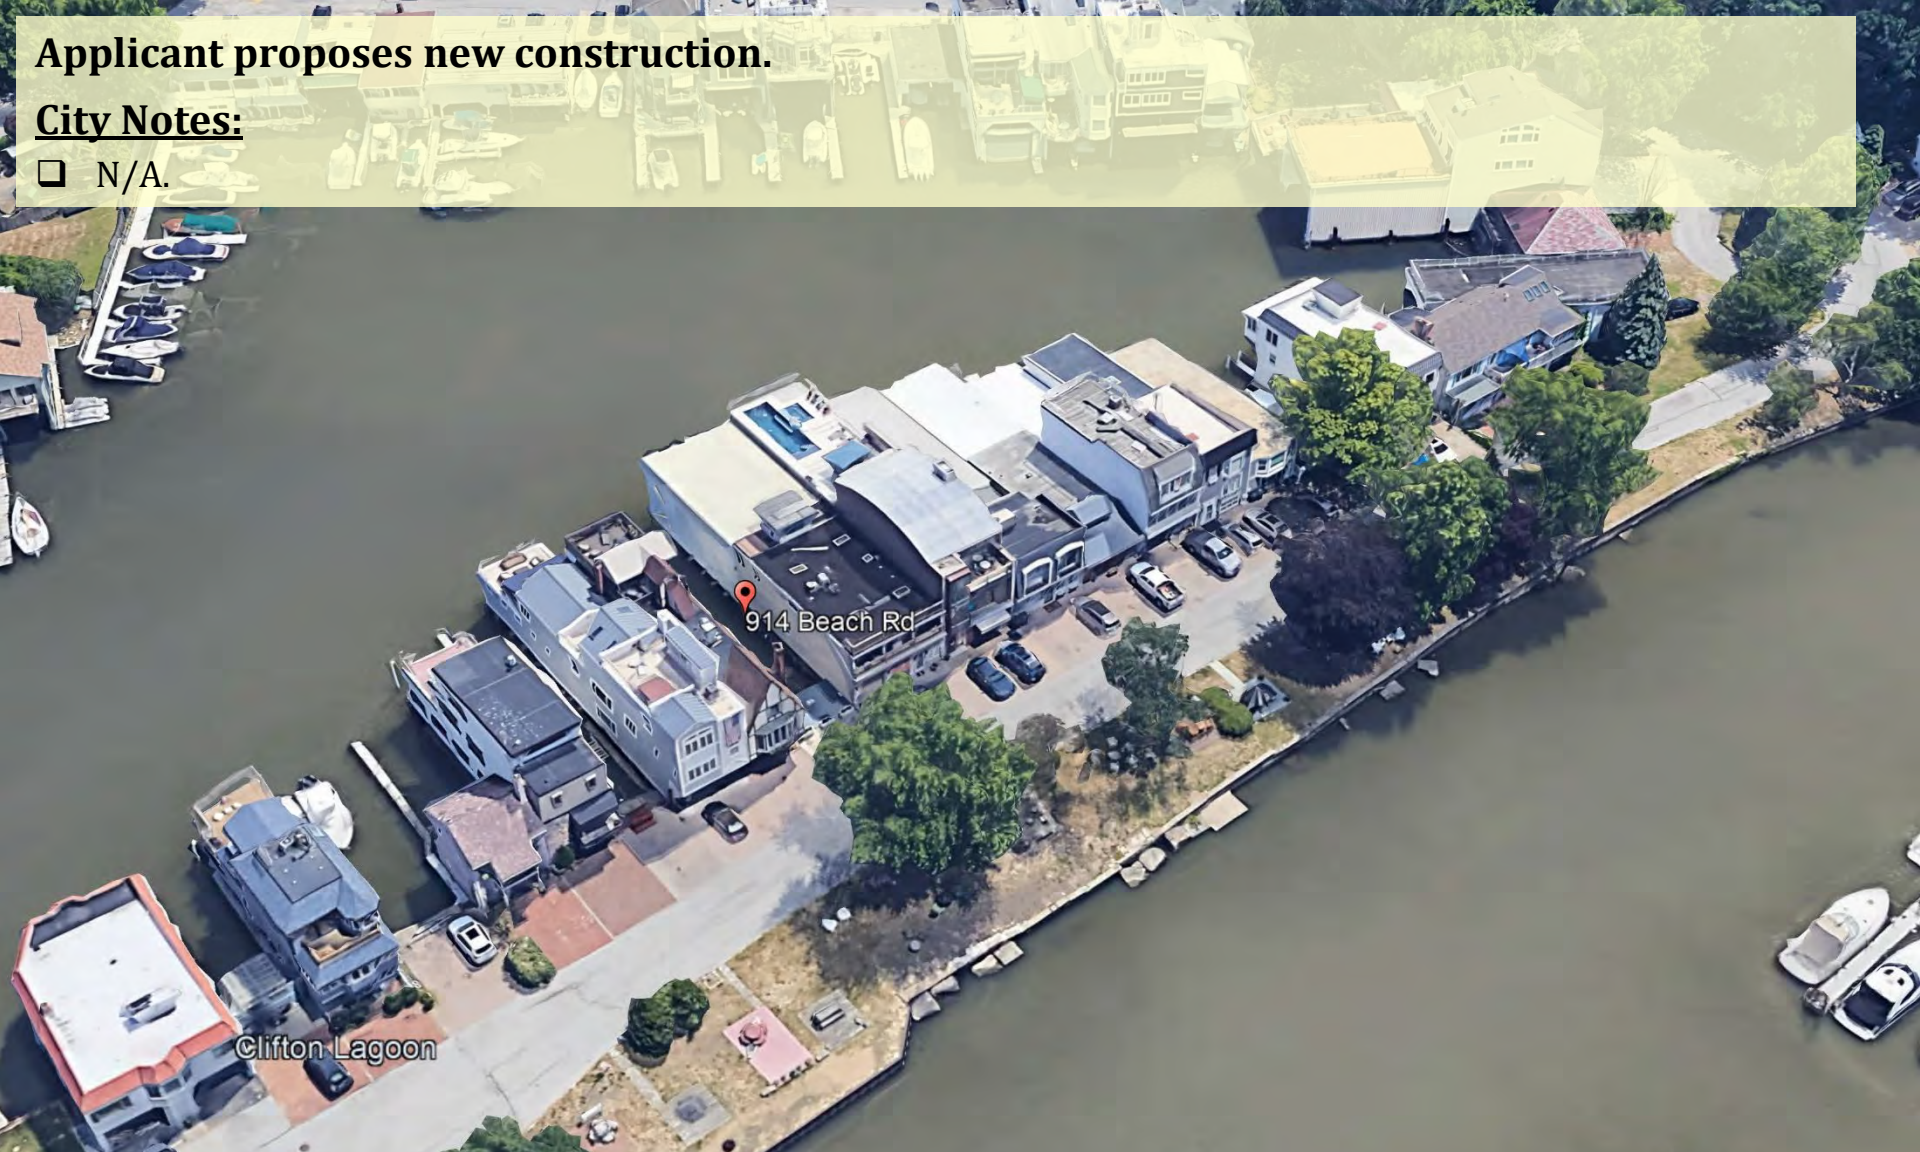 Applicant proposes new construction.
City Notes:
❑ N/A.
914 Beach Rd
Clifton Lagoon